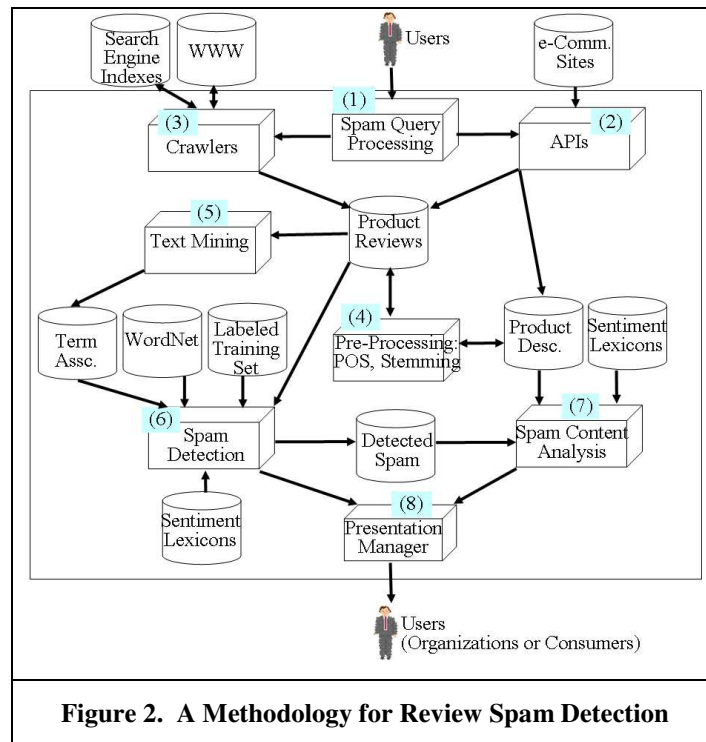 Search
Engine
Indexes
WWW
Users
e-Comm.
Sites
(1)
Spam Query
Processing
(3)
Crawlers
(2)
APIs
(5)
Text Mining
Product
Reviews
Term
Assc.
WordNet
Labeled
Training
Set
(4)
Pre-Processing:
POS, Stemming
Product
Desc.
Sentiment
Lexicons
(6)
Spam
Detection
Detected
Spam
(7)
Spam Content
Analysis
Sentiment
Lexicons
(8)
Presentation
Manager
Users
(Organizations or Consumers)
Figure 2. A Methodology for Review Spam Detection